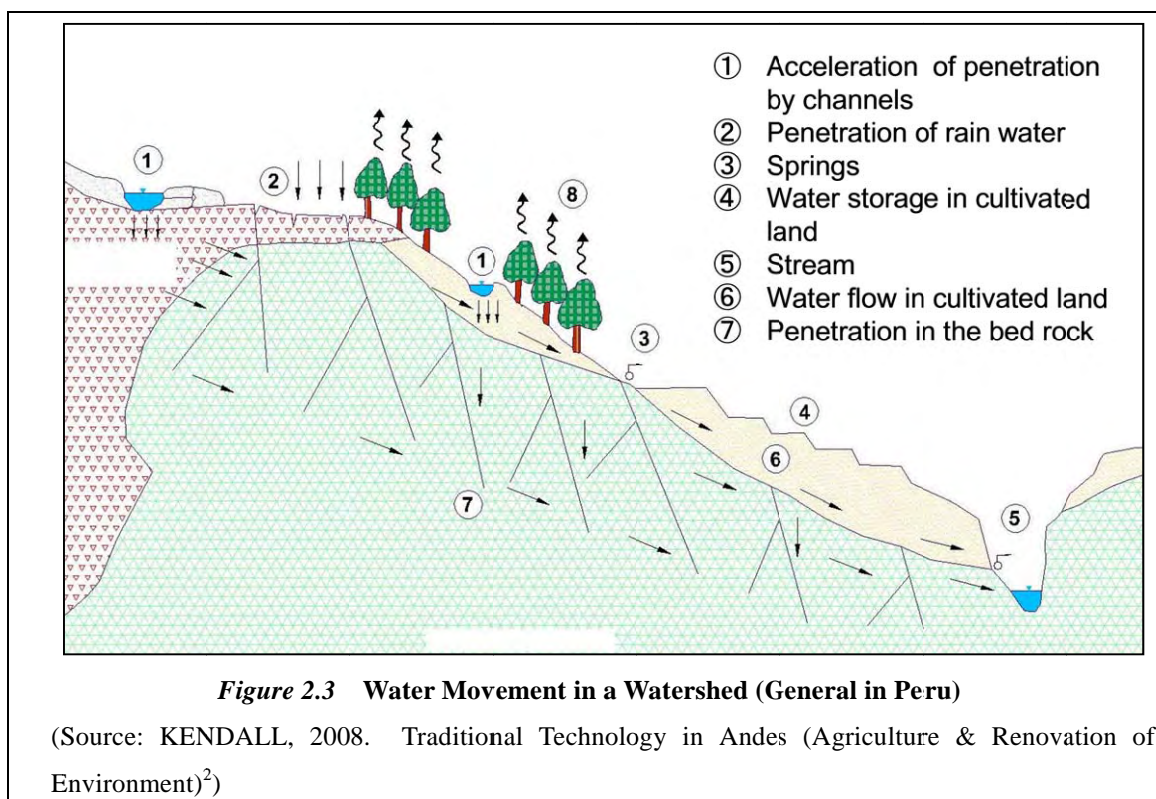 ① Acceleration of penetration
by channels
② Penetration of rain water
③ Springs
④ Water storage in cultivated
land
⑤ Stream
⑥ Water flow in cultivated land
⑦ Penetration in the bed rock
1
2
8
1
3
4
6
7
5
Figure 2.3 Water Movement in a Watershed (General in Peru)
(Source: KENDALL, 2008. Traditional Technology in Andes (Agriculture & Renovation of
Environment)²)